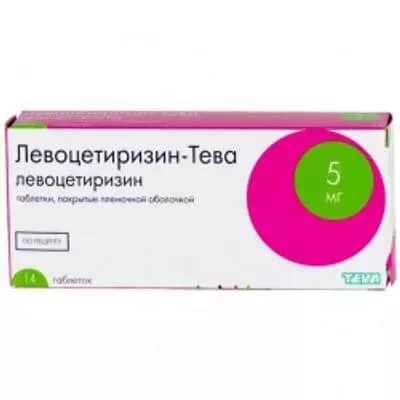 Левоцетиризин-Тева
левоцетиризин
таблетки, покрытые пленочной оболочкой
5
мг
ПО РЕЦЕПТУ
14 таблеток
TEVA